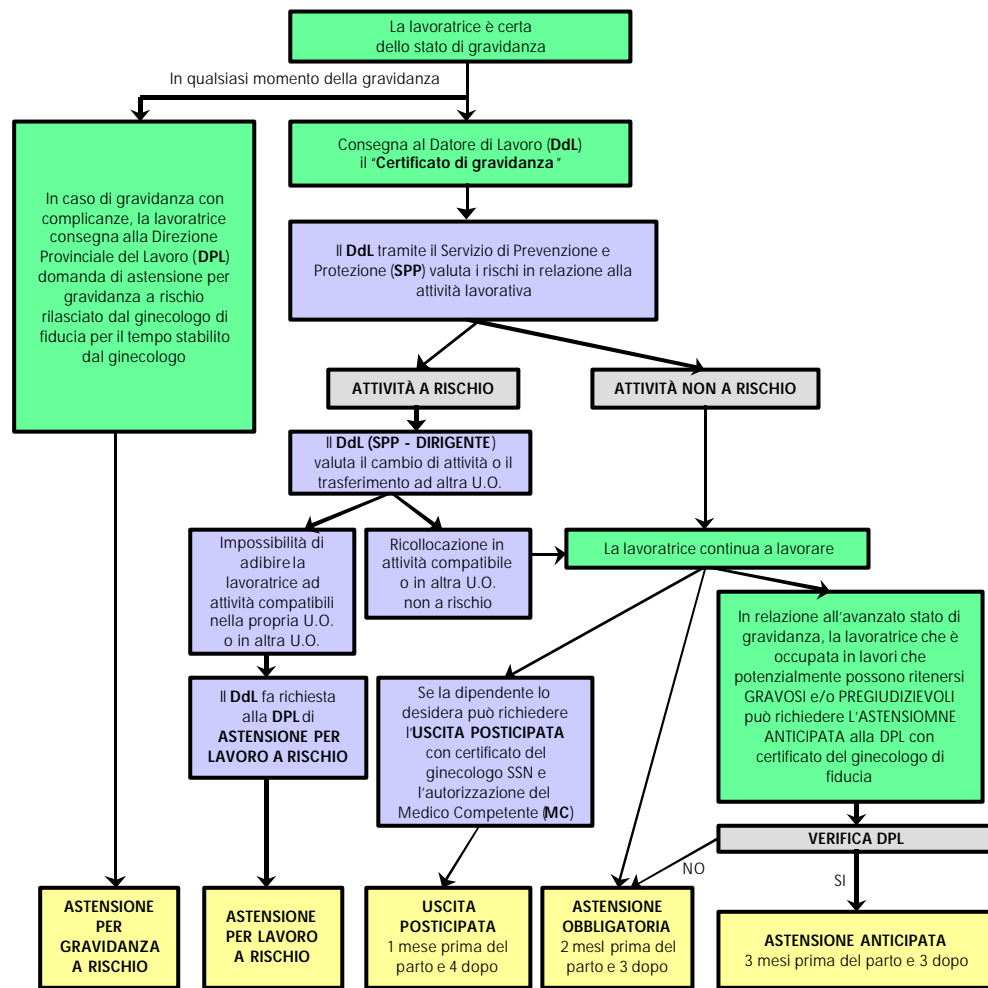 La lavoratrice è certa
dello stato di gravidanza
In qualsiasi momento della gravidanza
In caso di gravidanza con
complicanze, la lavoratrice
consegna alla Direzione
Provinciale del Lavoro (DPL)
domanda di astensione per
gravidanza a rischio
rilasciato dal ginecologo di
fiducia per il tempo stabilito
dal ginecologo
Consegna al Datore di Lavoro (DdL)
il "Certificato di gravidanza"
Il DdL tramite il Servizio di Prevenzione e
Protezione (SPP) valuta i rischi in relazione alla
attività lavorativa
ATTIVITÀ A RISCHIO
ATTIVITÀ NON A RISCHIO
Il DdL (SPP - DIRIGENTE)
valuta il cambio di attività o il
trasferimento ad altra U.O.
Impossibilità di
adibire la
lavoratrice ad
attività compatibili
nella propria U.O.
o in altra U.O.
Ricollocazione in
attività compatibile
o in altra U.O.
non a rischio
La lavoratrice continua a lavorare
Il DdL fa richiesta
alla DPL di
ASTENSIONE PER
LAVORO A RISCHIO
Se la dipendente lo
desidera può richiedere
l'USCITA POSTICIPATA
con certificato del
ginecologo SSN e
l'autorizzazione del
Medico Competente (MC)
In relazione all'avanzato stato di
gravidanza, la lavoratrice che è
occupata in lavori che
potenzialmente possono ritenersi
GRAVOSI e/o PREGIUDIZIEVOLI
può richiedere L'ASTENSIOMNE
ANTICIPATA alla DPL con
certificato del ginecologo di
fiducia
VERIFICA DPL
NO
SI
ASTENSIONE
PER
GRAVIDANZA
A RISCHIO
ASTENSIONE
PER LAVORO
A RISCHIO
USCITA
POSTICIPATA
1 mese prima del
parto e 4 dopo
ASTENSIONE
OBBLIGATORIA
2 mesI prima del
parto e 3 dopo
ASTENSIONE ANTICIPATA
3 mesi prima del parto e 3 dopo